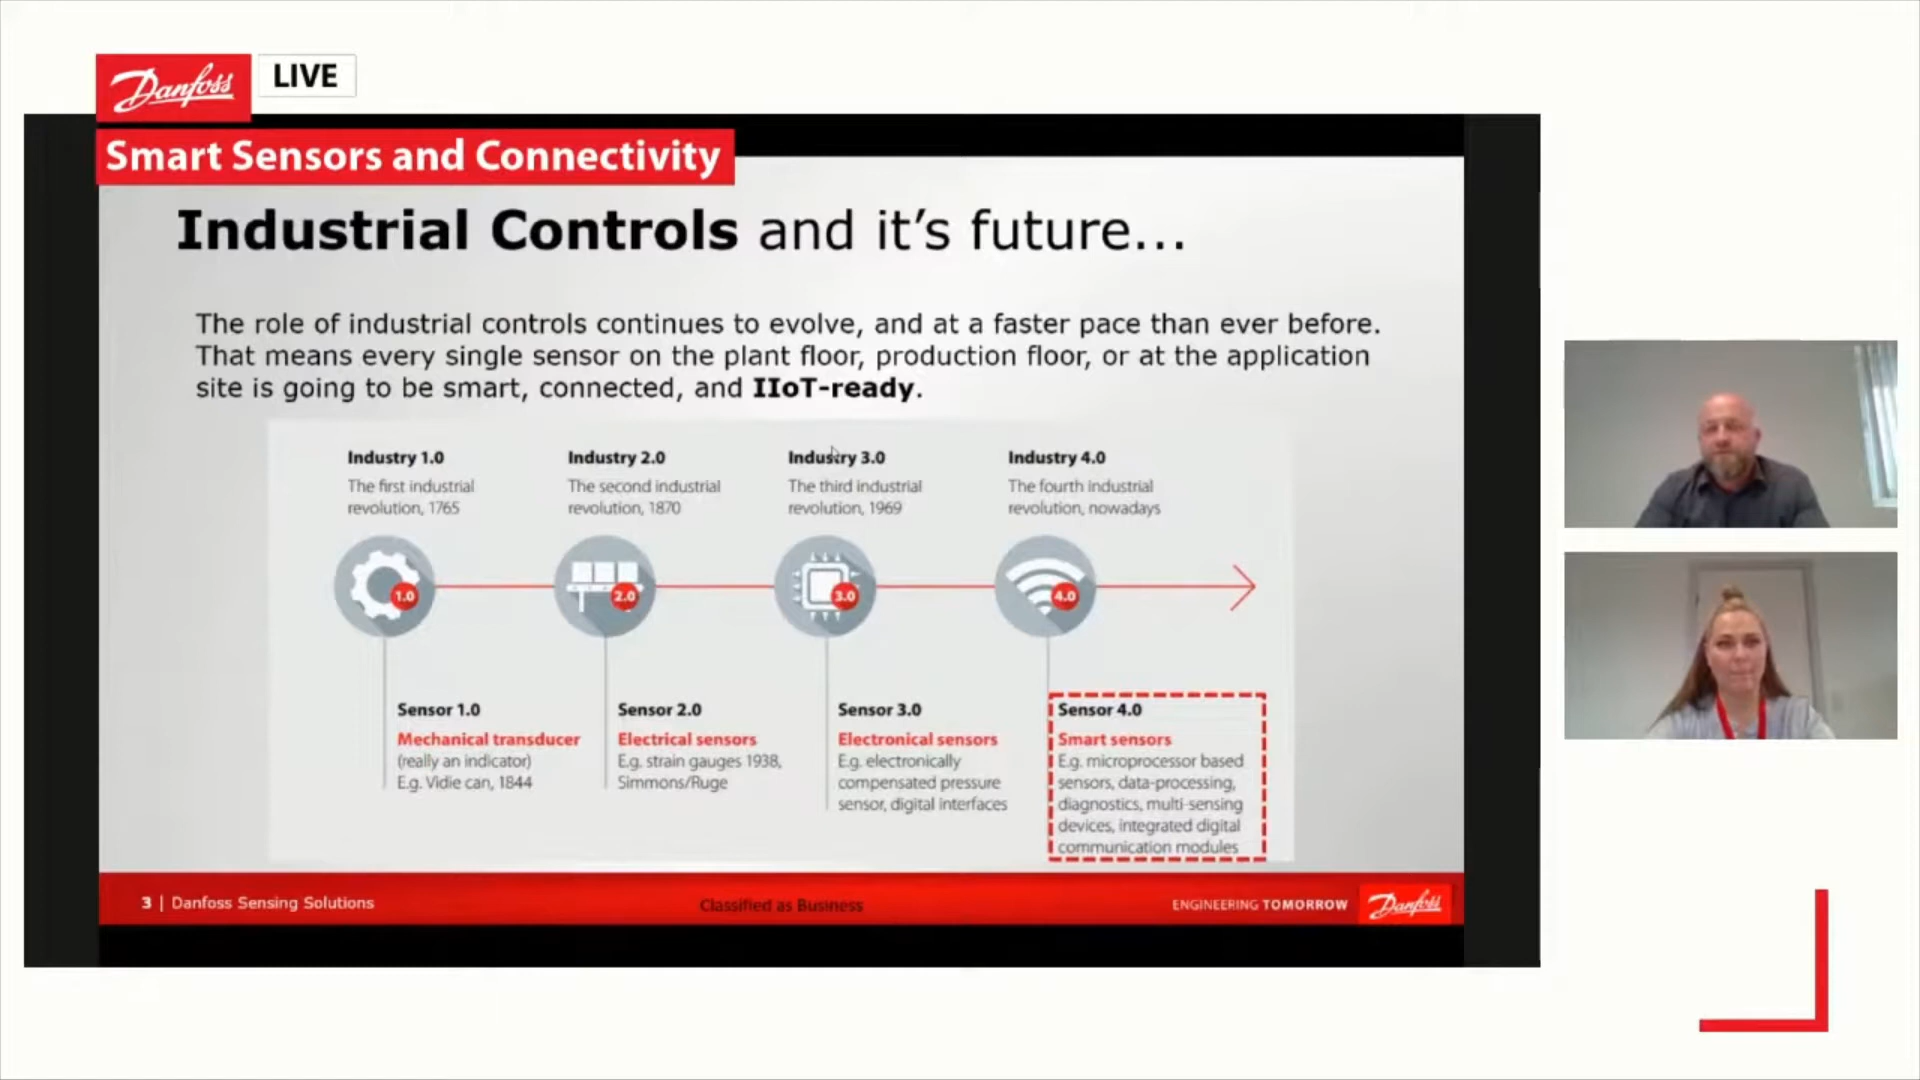 Danfoss
LIVE
Smart Sensors and Connectivity
Industrial Controls and it's future...
The role of industrial controls continues to evolve, and at a faster pace than ever before.
That means every single sensor on the plant floor, production floor, or at the application
site is going to be smart, connected, and IIoT-ready.
Industry 1.0
The first industrial
revolution, 1765
Industry 2.0
The second industrial
revolution, 1870
Industry 3.0
The third industrial
revolution, 1969
Industry 4.0
The fourth industrial
revolution, nowadays
1.0
2.0
3.0
4.0
Sensor 1.0
Mechanical transducer
(really an indicator)
E.g. Vidie can, 1844
Sensor 2.0
Electrical sensors
E.g. strain gauges 1938,
Simmons/Ruge
Sensor 3.0
Electronical sensors
E.g. electronically
compensated pressure
sensor, digital interfaces
Sensor 4.0
Smart sensors
E.g. microprocessor based
sensors, data-processing,
diagnostics, multi-sensing
devices, integrated digital
communication modules
3 | Danfoss Sensing Solutions
Classified as Business
ENGINEERING TOMORROW
Danfoss